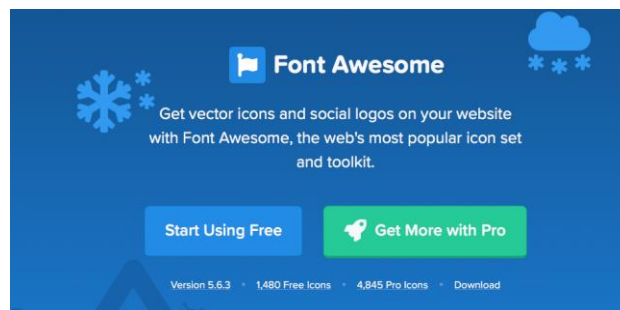 Font Awesome
Get vector icons and social logos on your website
with Font Awesome, the web's most popular icon set
and toolkit.
Start Using Free
Get More with Pro
Version 5.6.3 • 1,480 Free Icons • 4,845 Pro Icons • Download